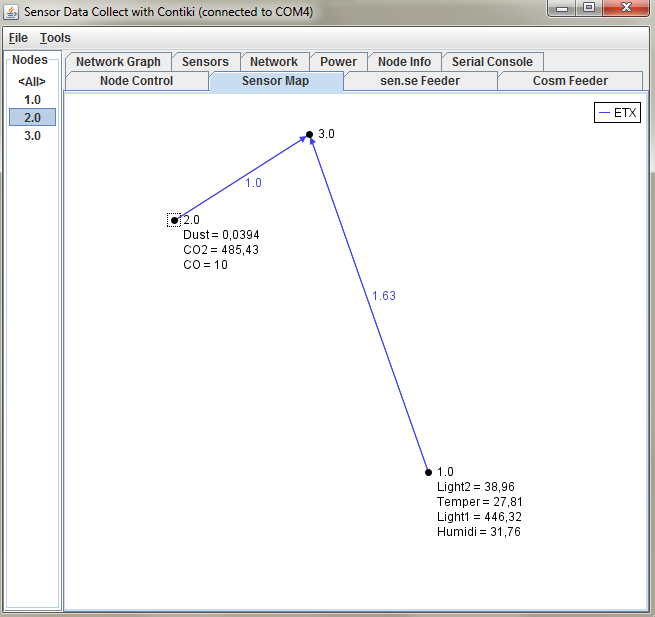 Sensor Data Collect with Contiki (connected to COM4)
File Tools
Nodes
<All>
1.0
2.0
3.0
Network Graph Sensors Network Power Node Info Serial Console
Node Control Sensor Map sen.se Feeder Cosm Feeder
ETX
3.0
1.0
2.0
Dust = 0,0394
CO2 = 485,43
CO = 10
1.63
1.0
Light2 = 38,96
Temper = 27,81
Light1 = 446,32
Humidi = 31,76